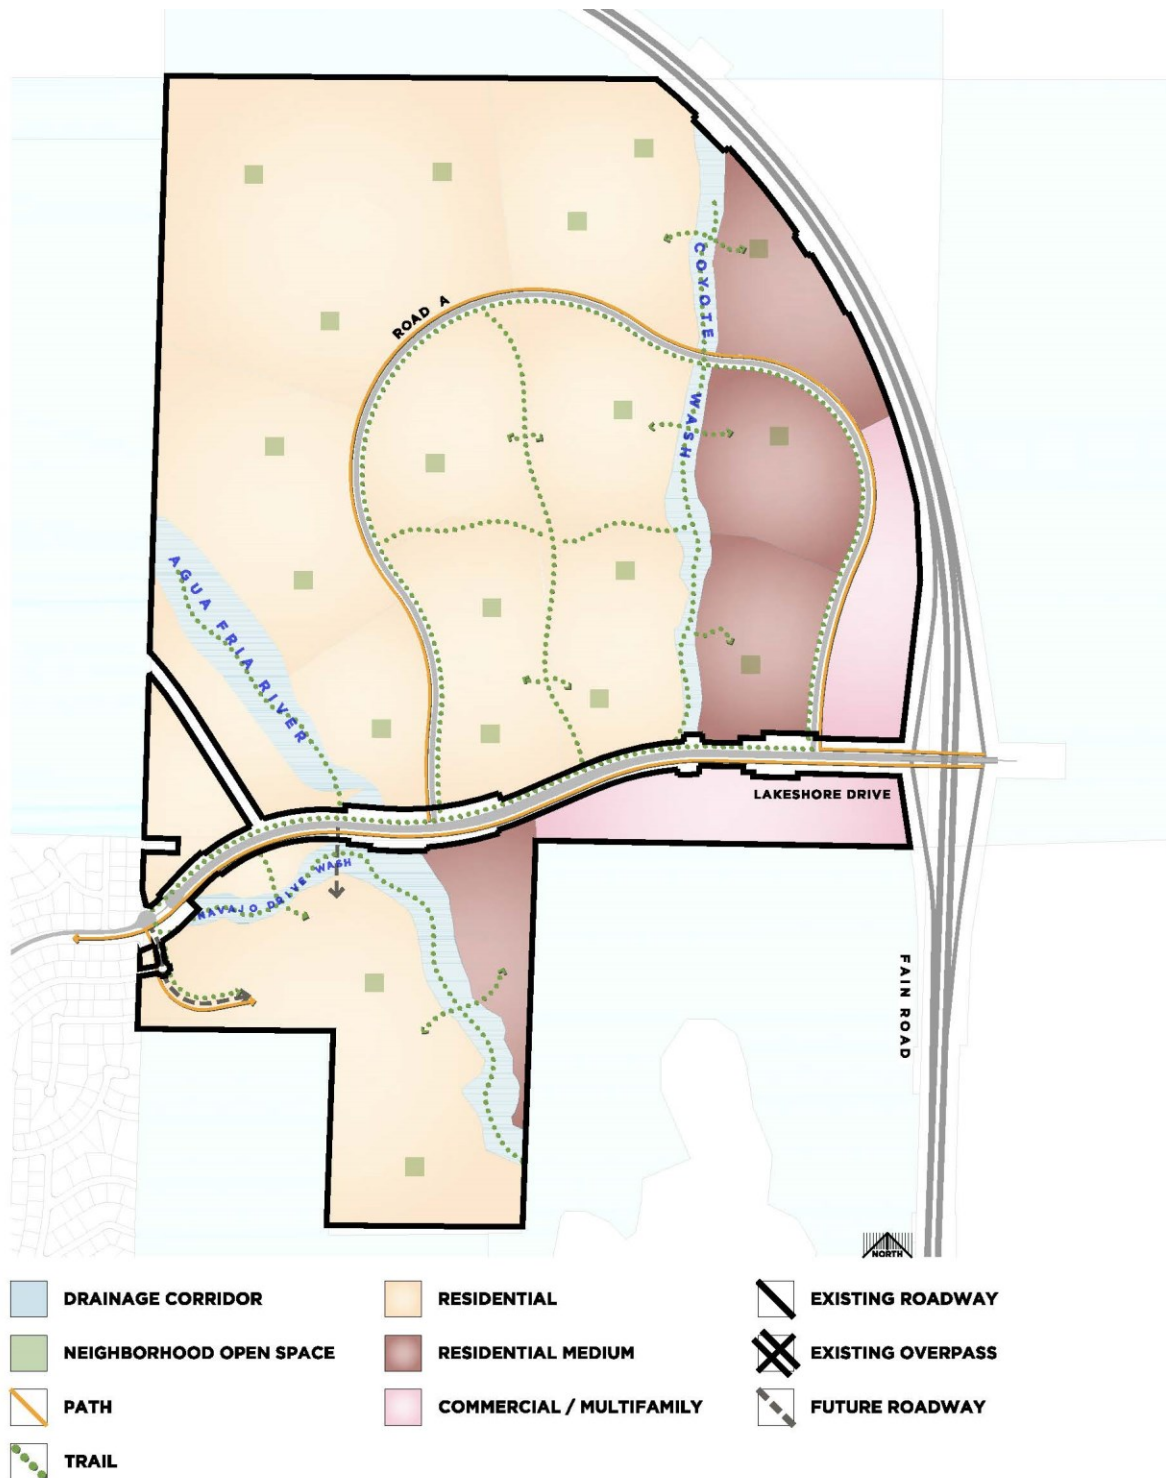 ROAD A
COYOTE WASH
AGUA FRIA RIVER
LAKESHORE DRIVE
NAVAJO DRIVE WASH
FAIN ROAD
NORTH
DRAINAGE CORRIDOR
NEIGHBORHOOD OPEN SPACE
PATH
TRAIL
RESIDENTIAL
RESIDENTIAL MEDIUM
COMMERCIAL / MULTIFAMILY
EXISTING ROADWAY
EXISTING OVERPASS
FUTURE ROADWAY